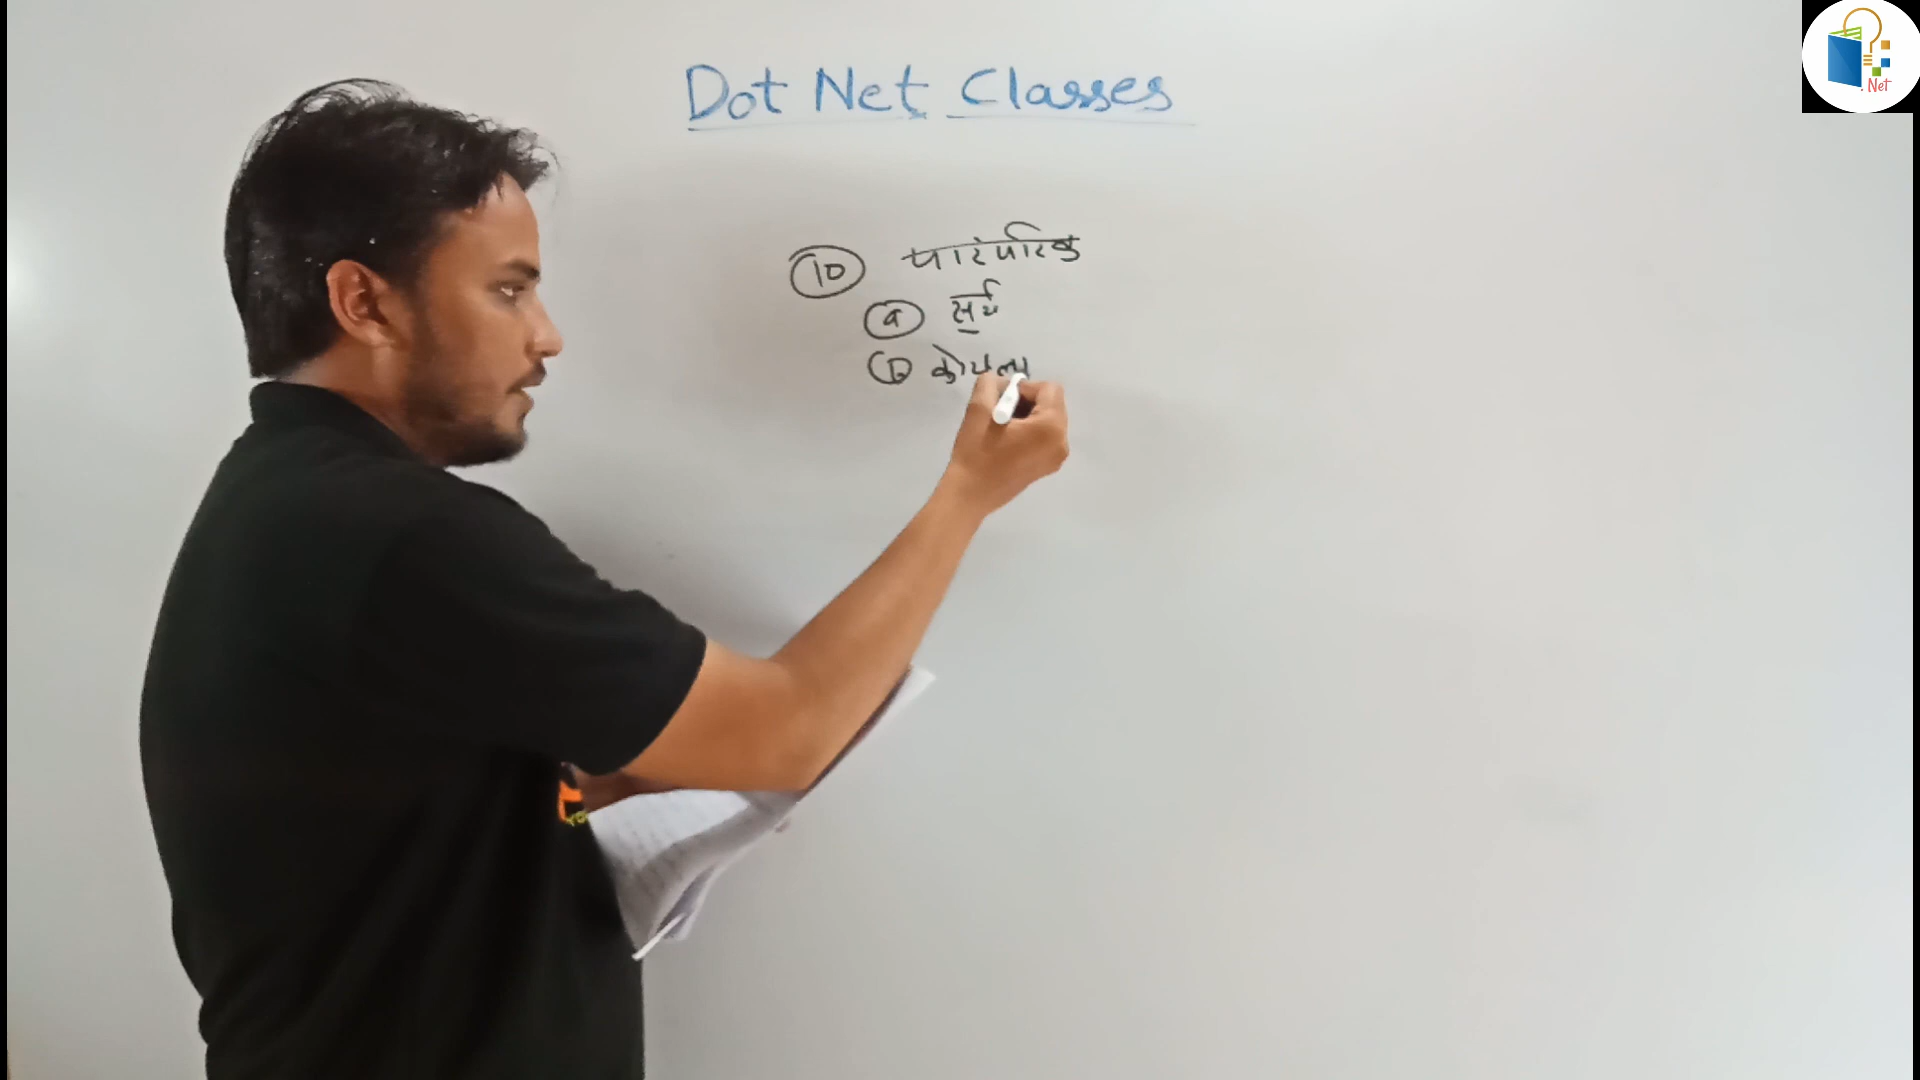 Dot Net Classes
10 पारंपरिक
a सूर्य
b कोयला
.Net